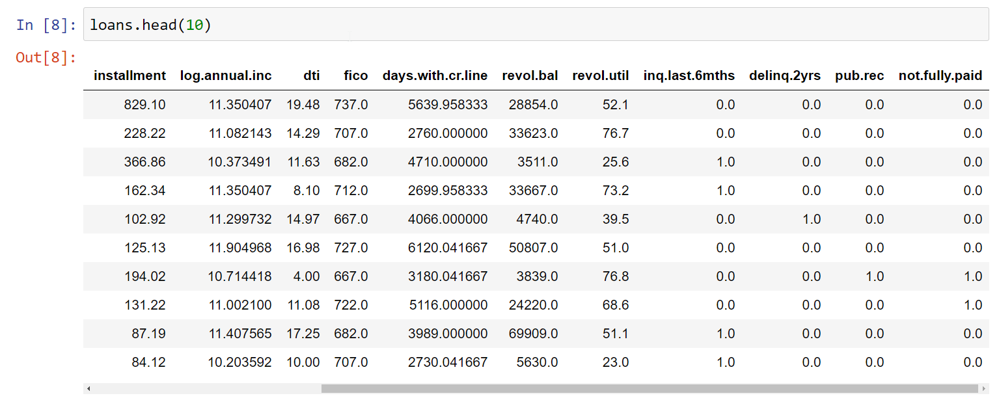 In [8]: loans.head(10)
Out[8]:
installment log.annual.inc dti fico days.with.cr.line revol.bal revol.util inq.last.6mths delinq.2yrs pub.rec not.fully.paid
829.10 11.350407 19.48 737.0 5639.958333 28854.0 52.1 0.0 0.0 0.0 0.0
228.22 11.082143 14.29 707.0 2760.000000 33623.0 76.7 0.0 0.0 0.0 0.0
366.86 10.373491 11.63 682.0 4710.000000 3511.0 25.6 1.0 0.0 0.0 0.0
162.34 11.350407 8.10 712.0 2699.958333 33667.0 73.2 1.0 0.0 0.0 0.0
102.92 11.299732 14.97 667.0 4066.000000 4740.0 39.5 0.0 1.0 0.0 0.0
125.13 11.904968 16.98 727.0 6120.041667 50807.0 51.0 0.0 0.0 0.0 0.0
194.02 10.714418 4.00 667.0 3180.041667 3839.0 76.8 0.0 0.0 1.0 1.0
131.22 11.002100 11.08 722.0 5116.000000 24220.0 68.6 0.0 0.0 0.0 1.0
87.19 11.407565 17.25 682.0 3989.000000 69909.0 51.1 1.0 0.0 0.0 0.0
84.12 10.203592 10.00 707.0 2730.041667 5630.0 23.0 1.0 0.0 0.0 0.0